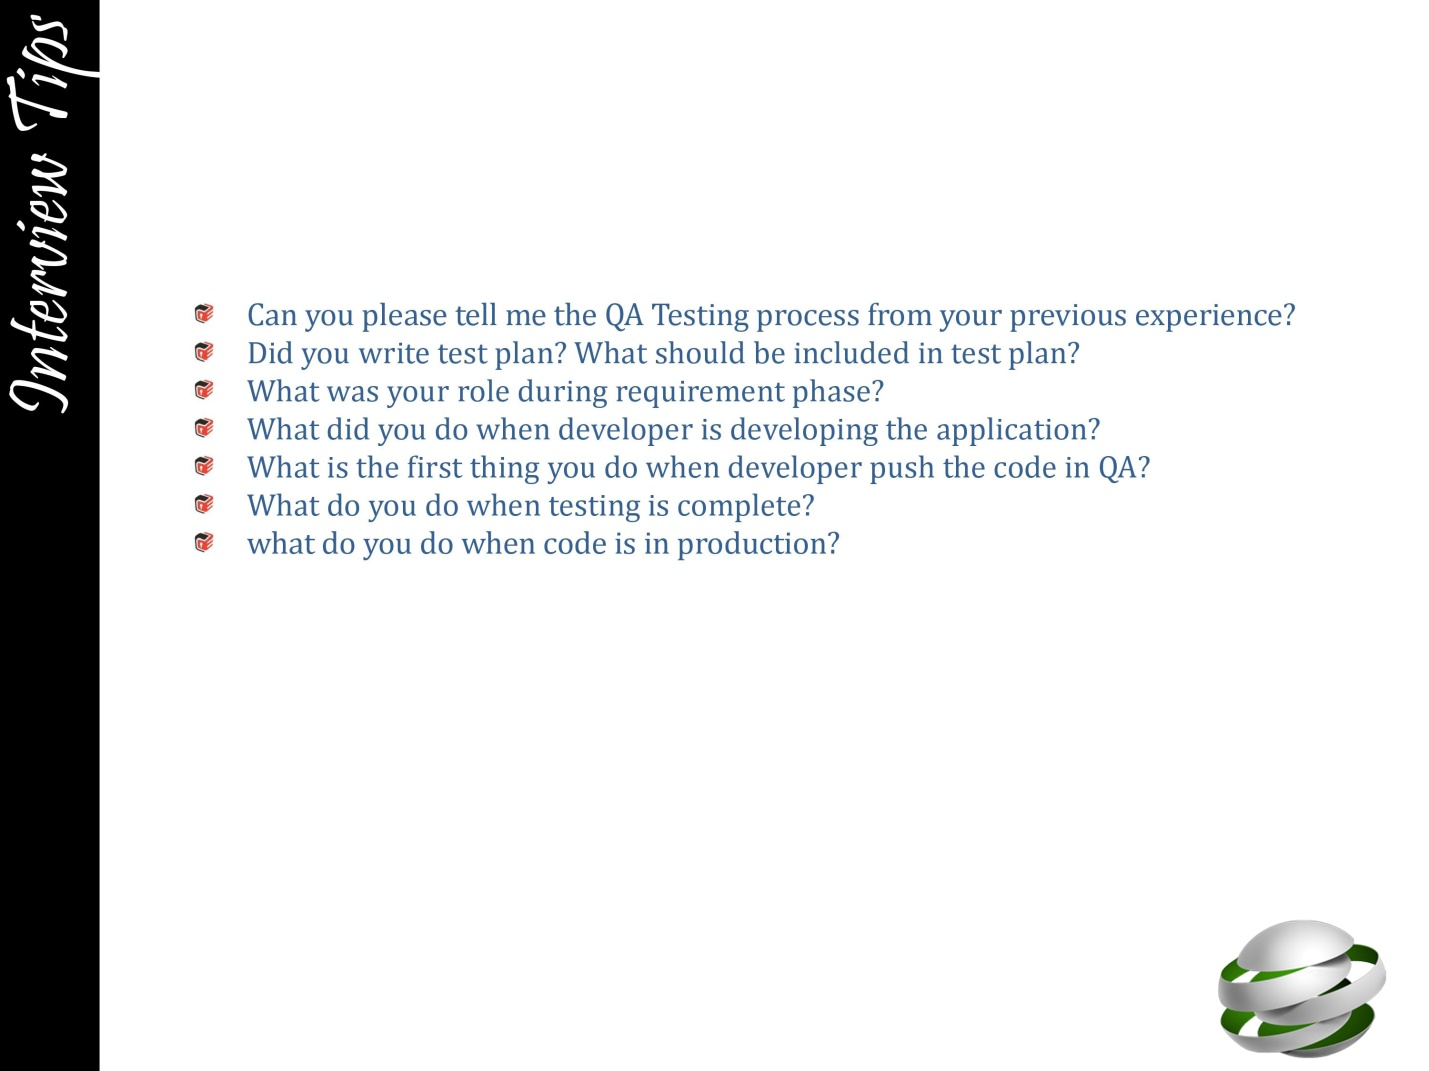 Interview Tips
Can you please tell me the QA Testing process from your previous experience?
Did you write test plan? What should be included in test plan?
What was your role during requirement phase?
What did you do when developer is developing the application?
What is the first thing you do when developer push the code in QA?
What do you do when testing is complete?
what do you do when code is in production?